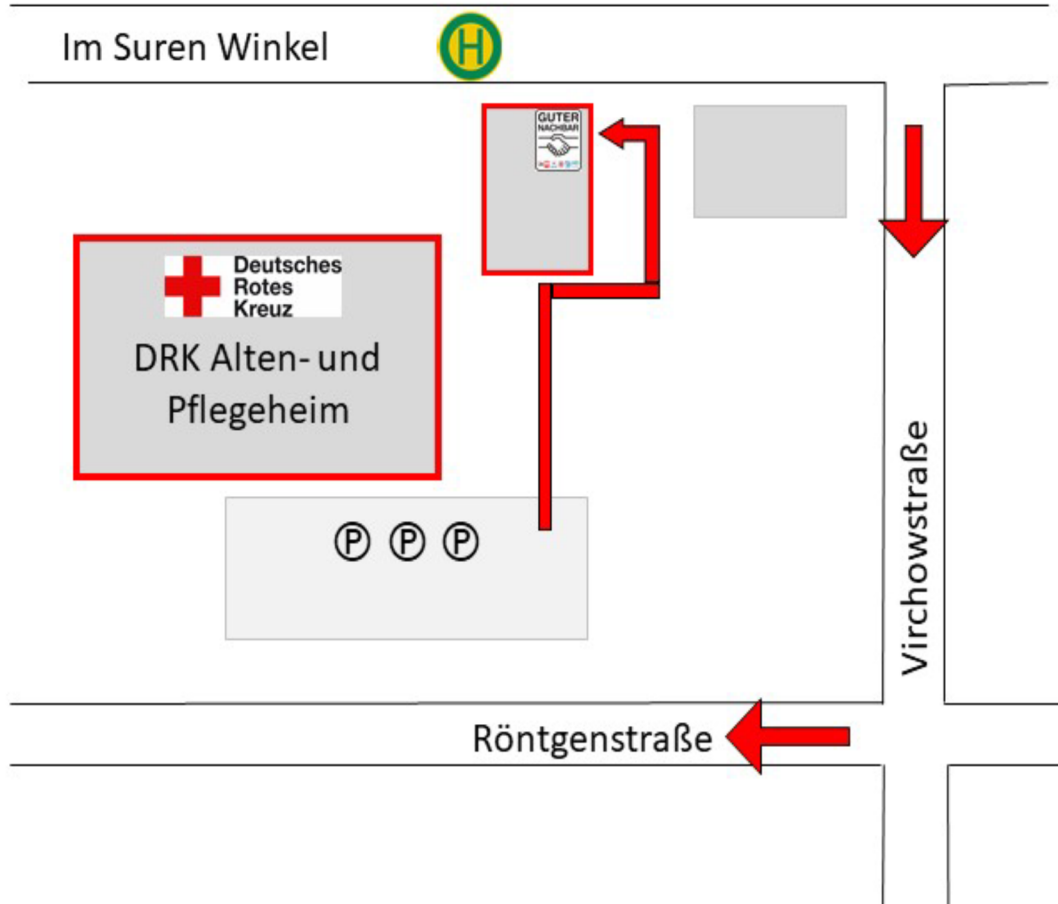 Im Suren Winkel
H
GUTER
NACHBAR
Deutsches
Rotes
Kreuz
DRK Alten- und
Pflegeheim
P P P
Virchowstraße
Röntgenstraße